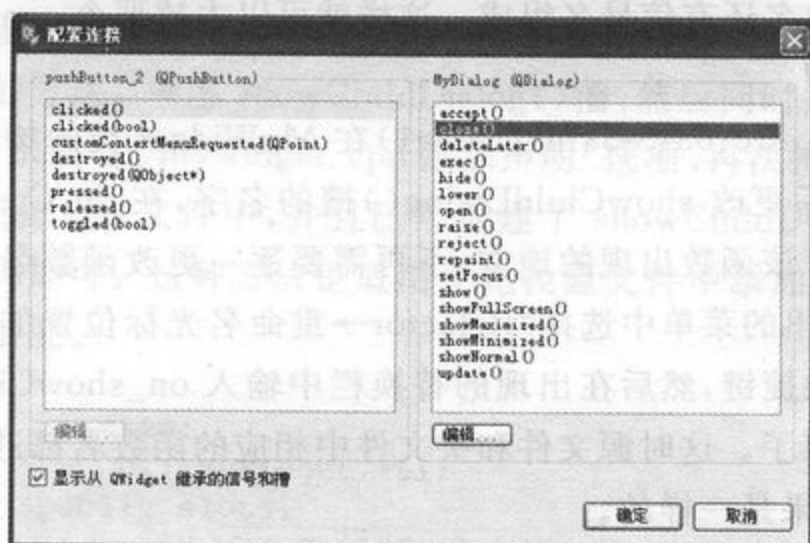 配置连接
pushButton_2 (QPushButton)
clicked()
clicked(bool)
customContextMenuRequested(QPoint)
destroyed()
destroyed(QObject*)
pressed()
released()
toggled(bool)
编辑...
MyDialog (QDialog)
accept()
close()
deleteLater()
exec()
hide()
lower()
open()
raise()
reject()
repaint()
setFocus()
show()
showFullScreen()
showMaximized()
showMinimized()
showNormal()
update()
编辑...
显示从 QWidget 继承的信号和槽
确定
取消